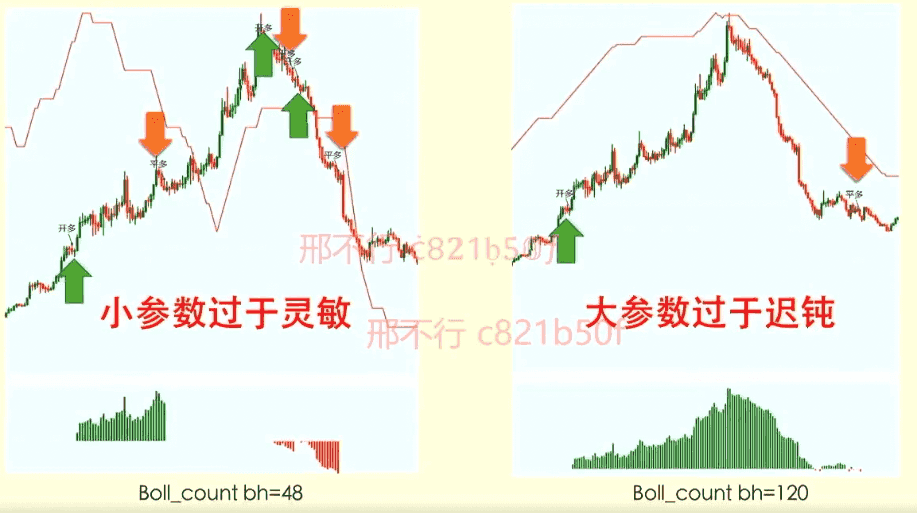 开多
平多
开多
平多
开多
平多
小参数过于灵敏
Boll_count bh=48
开多
平多
大参数过于迟钝
Boll_count bh=120
邢不行 c821b50f
邢不行 c821b50f